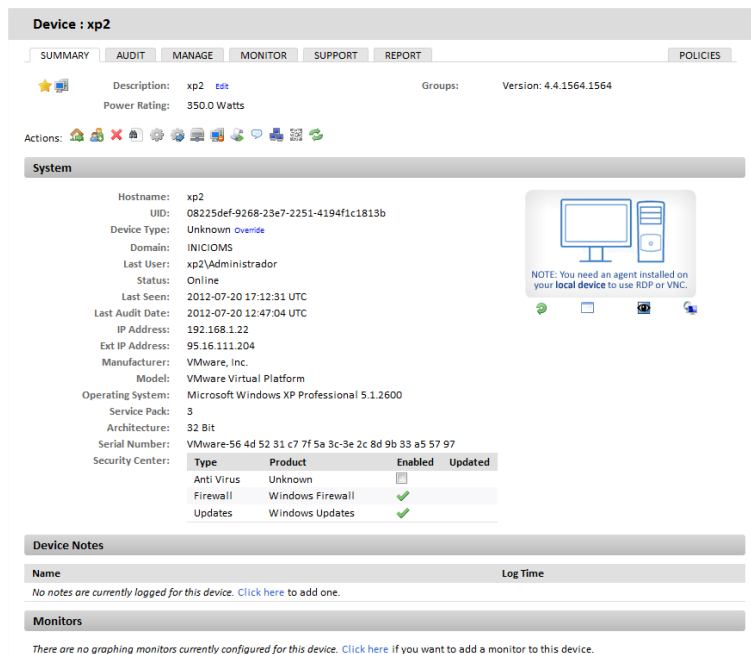 Device : xp2
SUMMARY AUDIT MANAGE MONITOR SUPPORT REPORT POLICIES
Description: xp2 Edit Groups: Version: 4.4.1564.1564
Power Rating: 350.0 Watts
Actions:
System
Hostname: xp2
UID: 08225def-9268-23e7-2251-4194f1c1813b
Device Type: Unknown Override
Domain: INICIOMS
Last User: xp2\Administrador
Status: Online
Last Seen: 2012-07-20 17:12:31 UTC
Last Audit Date: 2012-07-20 12:47:04 UTC
IP Address: 192.168.1.22
Ext IP Address: 95.16.111.204
Manufacturer: VMware, Inc.
Model: VMware Virtual Platform
Operating System: Microsoft Windows XP Professional 5.1.2600
Service Pack: 3
Architecture: 32 Bit
Serial Number: VMware-56 4d 52 31 c7 7f 5a 3c-3e 2c 8d 9b 33 a5 57 97
Security Center: Type Product Enabled Updated
Anti Virus Unknown
Firewall Windows Firewall
Updates Windows Updates
NOTE: You need an agent installed on
your local device to use RDP or VNC.
Device Notes
Name Log Time
No notes are currently logged for this device. Click here to add one.
Monitors
There are no graphing monitors currently configured for this device. Click here if you want to add a monitor to this device.